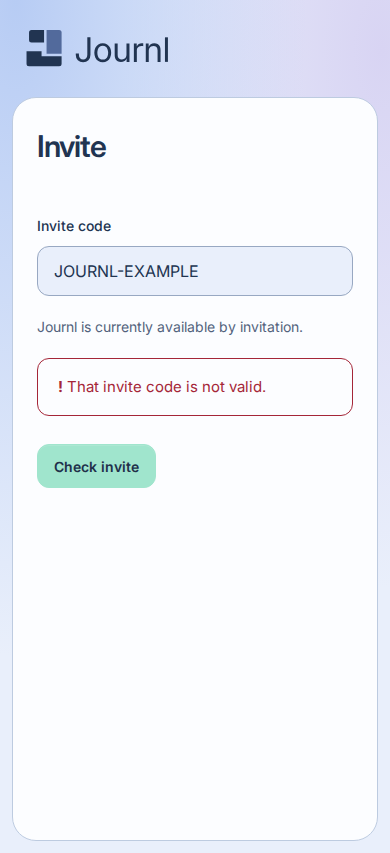 Journl
Invite
Invite code
JOURNL-EXAMPLE
Journl is currently available by invitation.
! That invite code is not valid.
Check invite